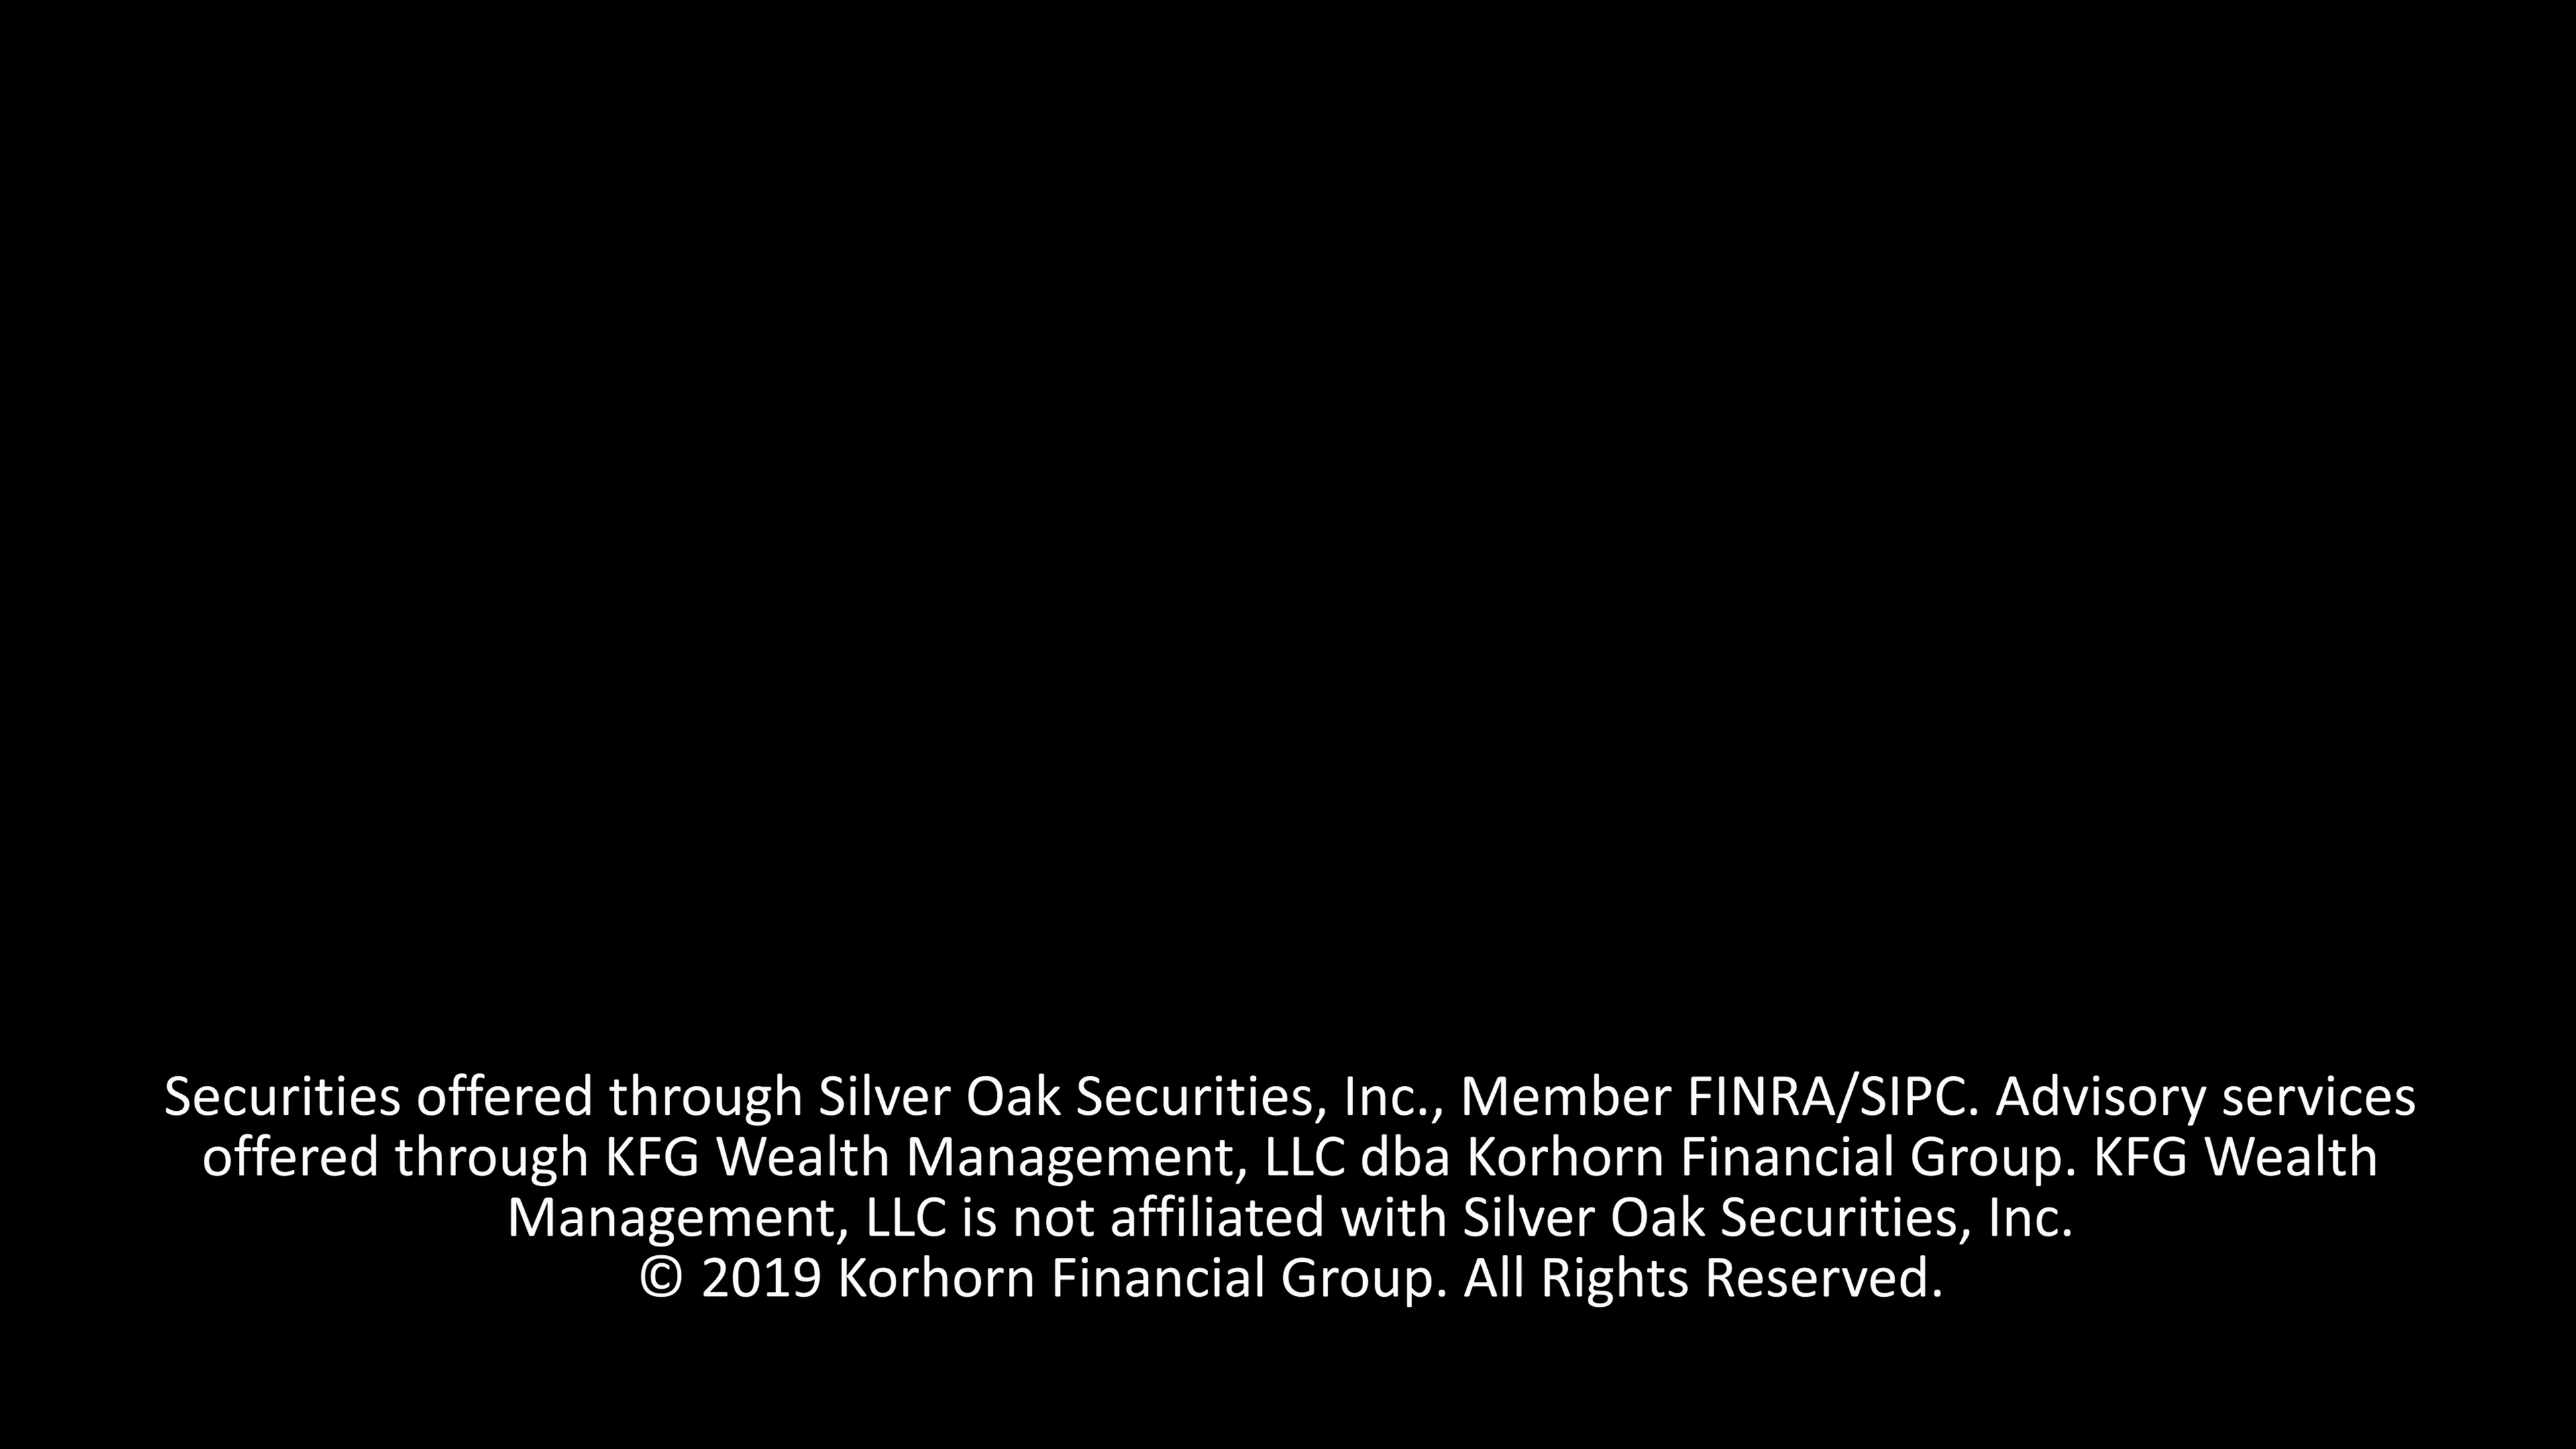 Securities offered through Silver Oak Securities, Inc., Member FINRA/SIPC. Advisory services
offered through KFG Wealth Management, LLC dba Korhorn Financial Group. KFG Wealth
Management, LLC is not affiliated with Silver Oak Securities, Inc.
© 2019 Korhorn Financial Group. All Rights Reserved.